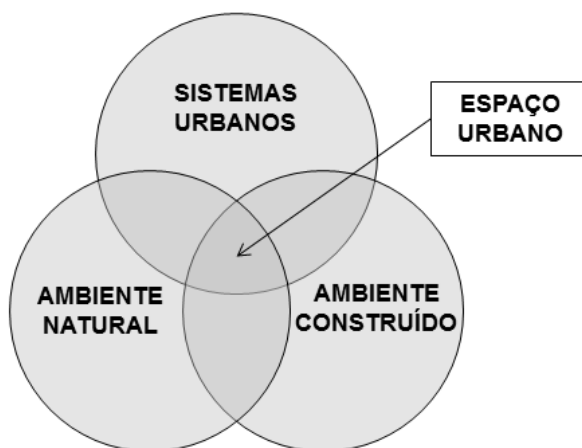 SISTEMAS
URBANOS
ESPAÇO
URBANO
AMBIENTE
NATURAL
AMBIENTE
CONSTRUÍDO